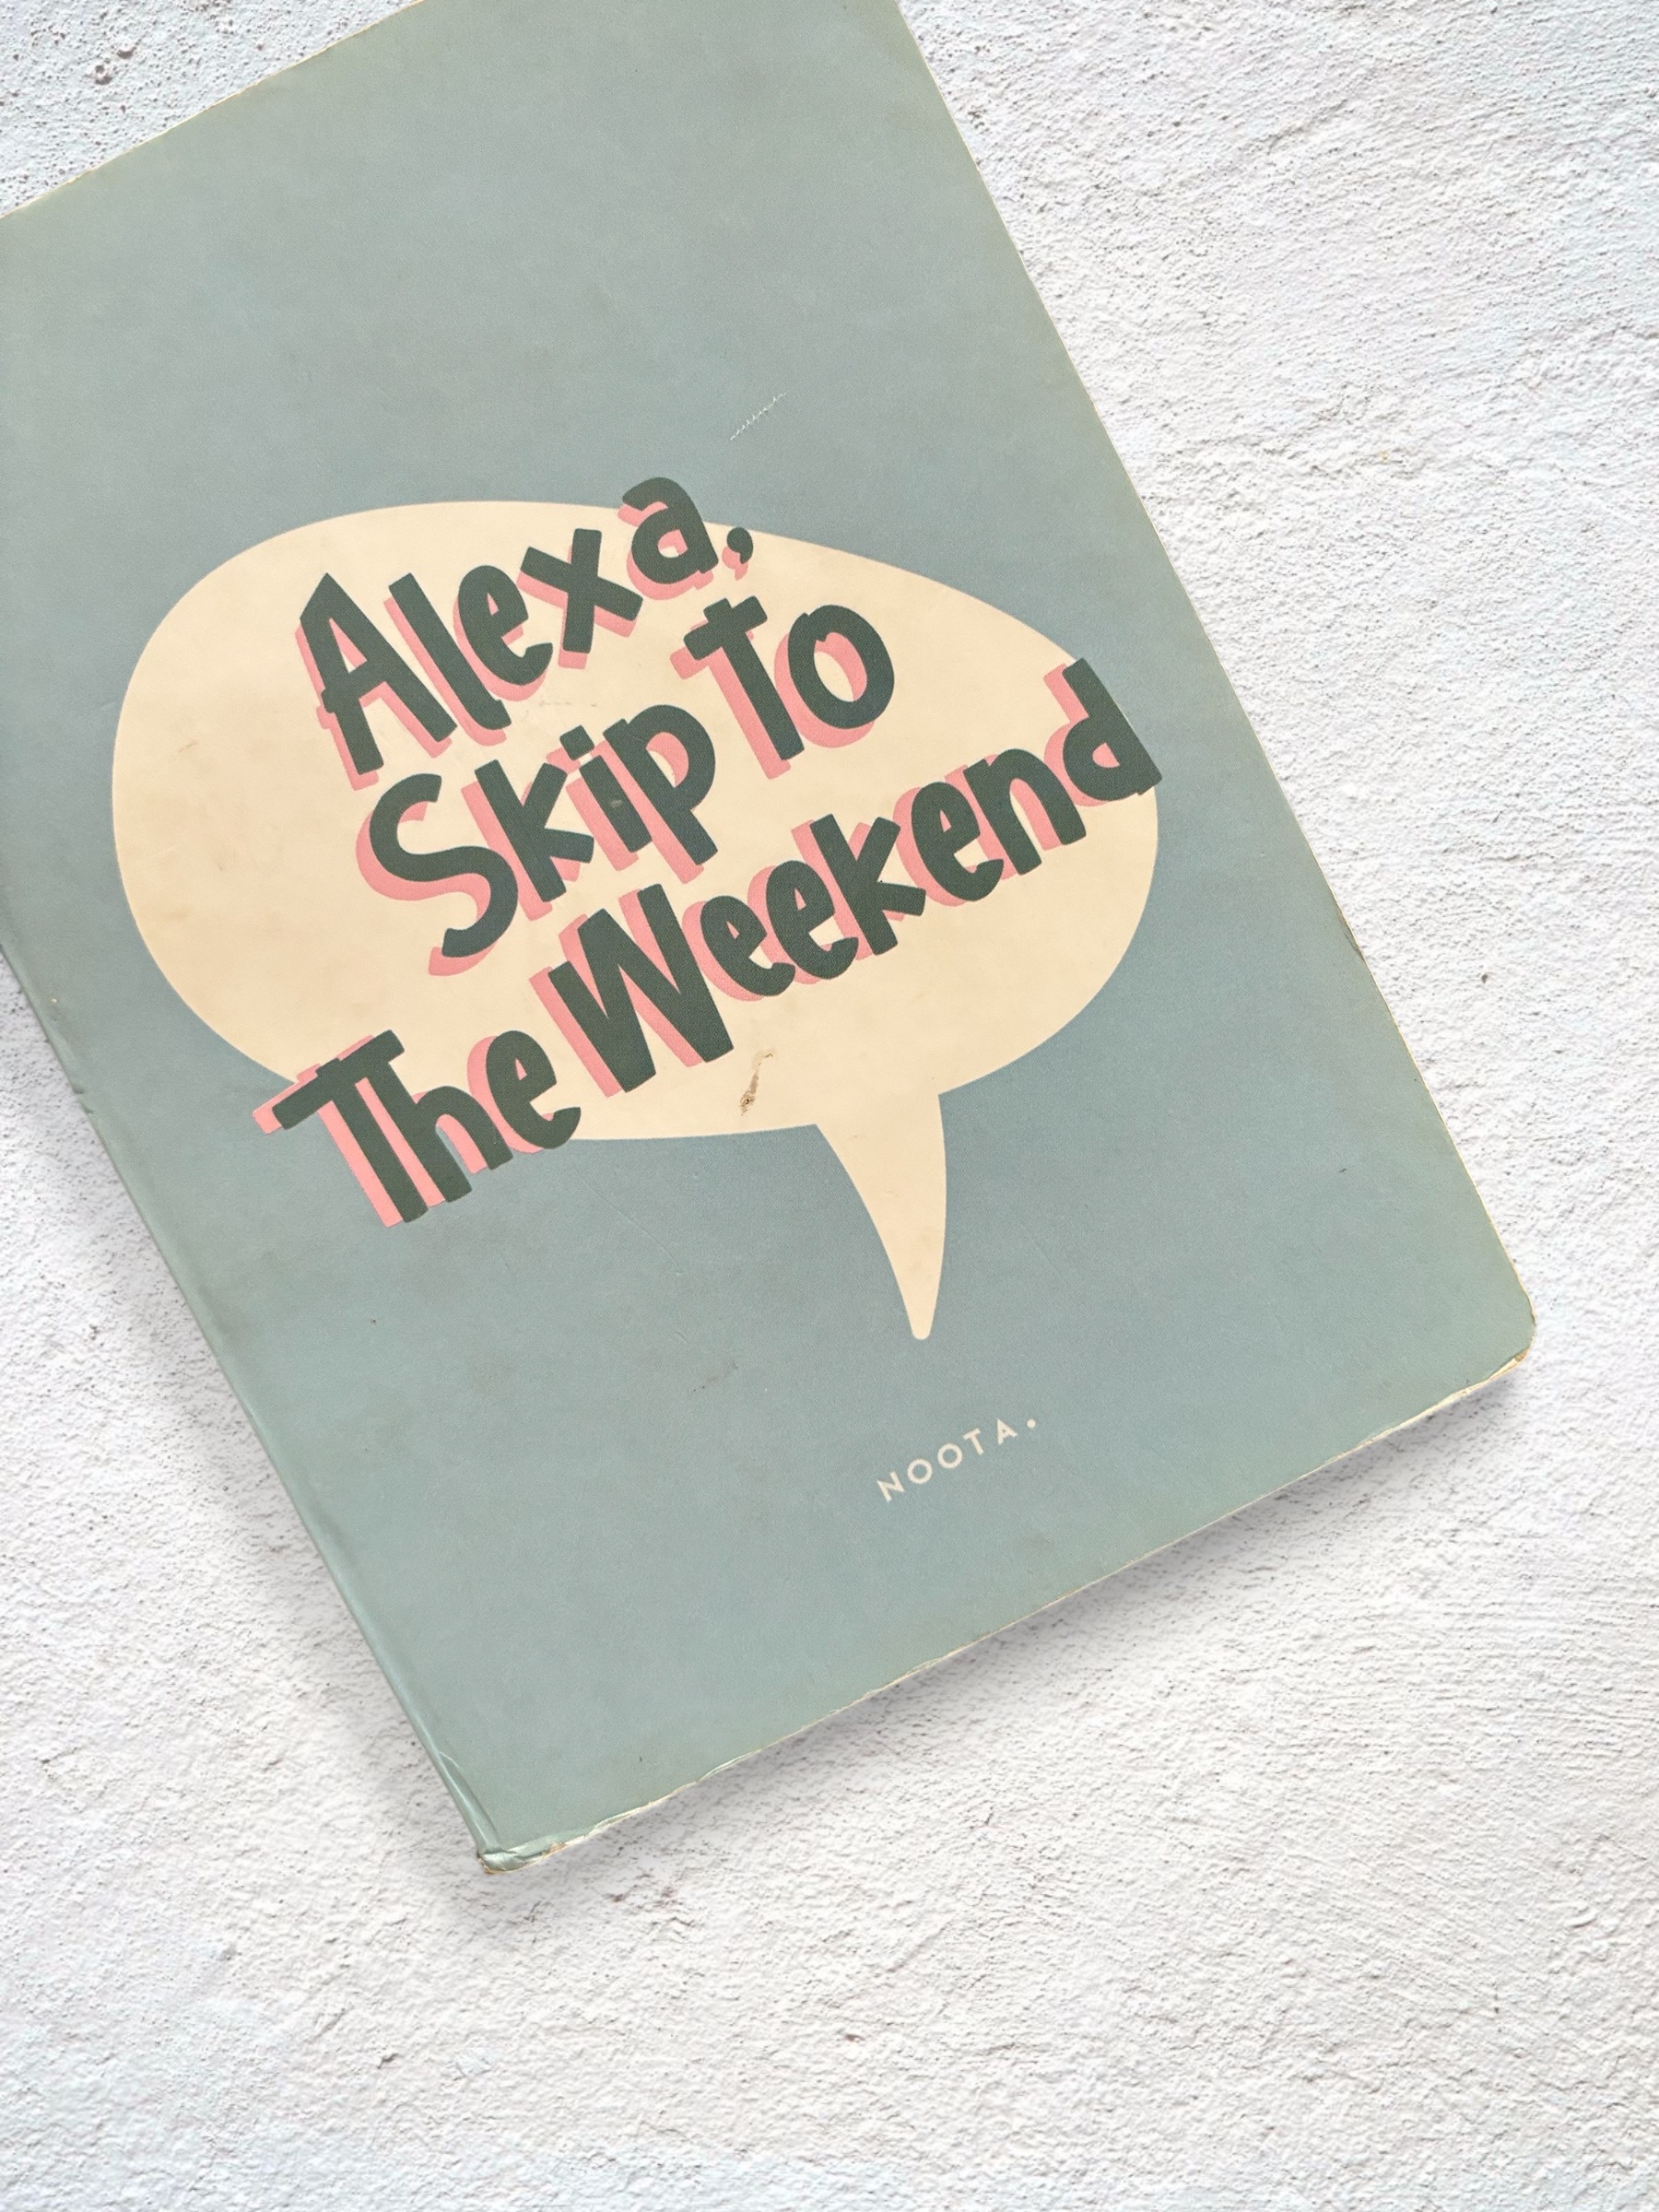 Alexa,
Skip To
The Weekend
NOOTA.